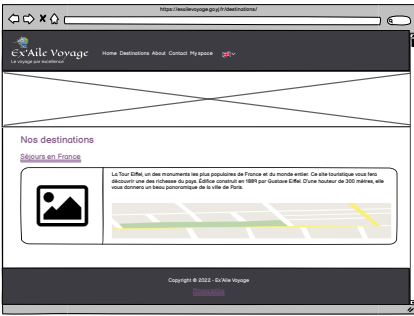 https://exailevoyage.go.yj.fr/destinations/
Ex'Aile Voyage
Le voyage par excellence
Home Destinations About Contact My space
Nos destinations
Séjours en France
La Tour Eiffel, un des monuments les plus populaires de France et du monde entier. Ce site touristique vous fera
découvrir une des richesse du pays. Édifice construit en 1889 par Gustave Eiffel. D'une hauteur de 300 mètres, elle
vous donnera un beau panoramique de la ville de Paris.
Copyright © 2022 - Ex'Aile Voyage